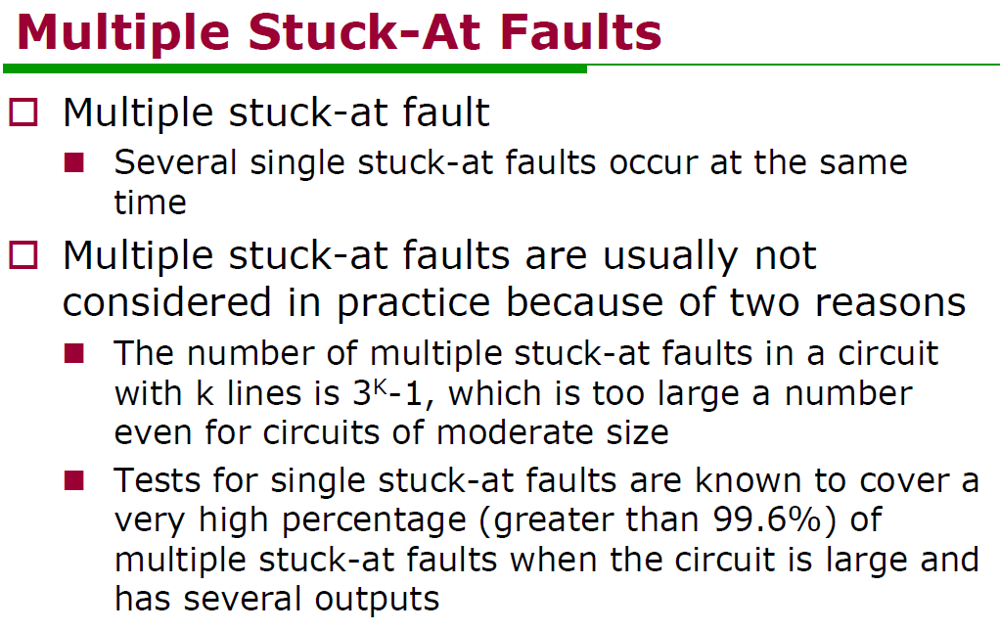 Multiple Stuck-At Faults
Multiple stuck-at fault
Several single stuck-at faults occur at the same
time
Multiple stuck-at faults are usually not
considered in practice because of two reasons
The number of multiple stuck-at faults in a circuit
with k lines is 3ᴷ-1, which is too large a number
even for circuits of moderate size
Tests for single stuck-at faults are known to cover a
very high percentage (greater than 99.6%) of
multiple stuck-at faults when the circuit is large and
has several outputs